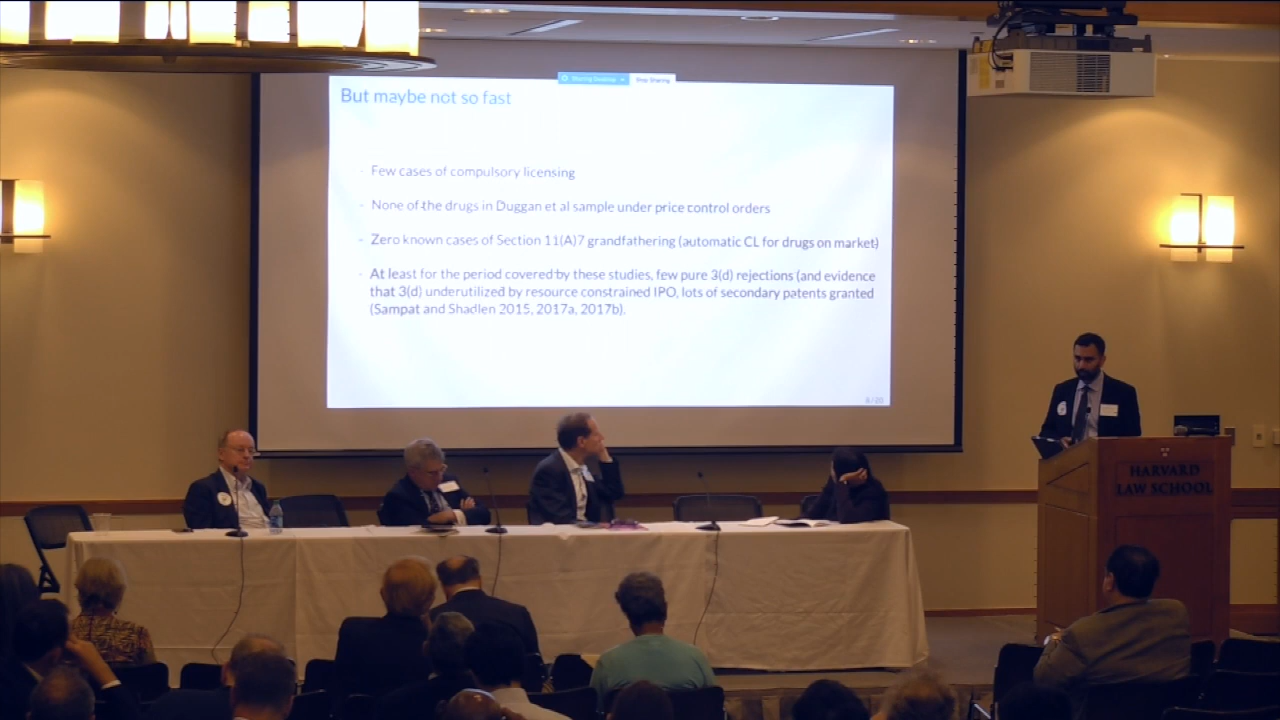 Stop Sharing
But maybe not so fast
- Few cases of compulsory licensing
- None of the drugs in Duggan et al sample under price control orders
- Zero known cases of Section 11(A)7 grandfathering (automatic CL for drugs on market)
- At least for the period covered by these studies, few pure 3(d) rejections (and evidence
that 3(d) underutilized by resource constrained IPO, lots of secondary patents granted
(Sampat and Shadlen 2015, 2017a, 2017b).
HARVARD
LAW SCHOOL